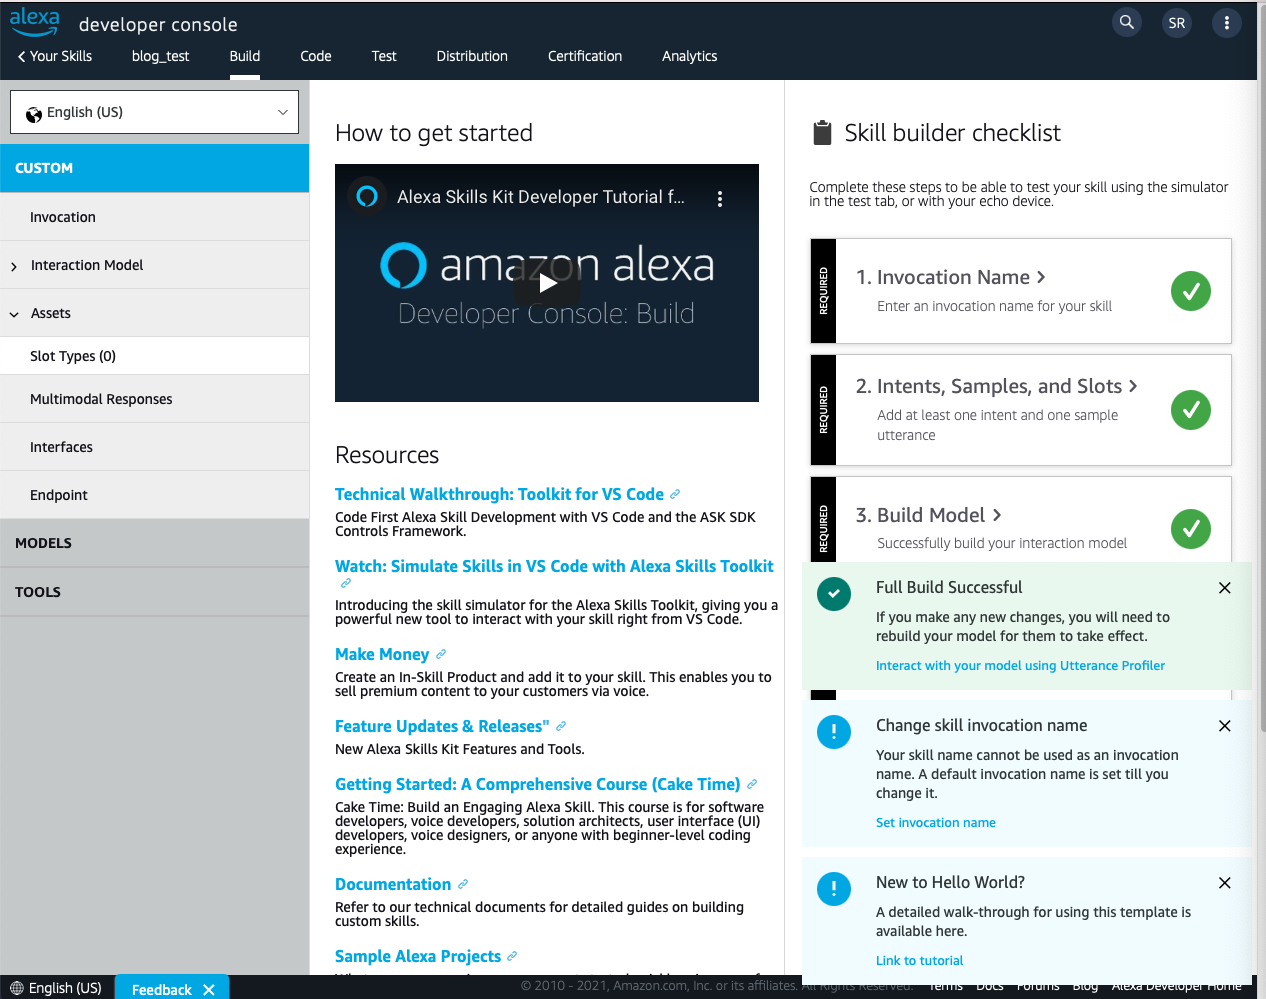 alexa developer console
SR
Your Skills
blog_test
Build
Code
Test
Distribution
Certification
Analytics
English (US)
CUSTOM
Invocation
Interaction Model
Assets
Slot Types (0)
Multimodal Responses
Interfaces
Endpoint
MODELS
TOOLS
How to get started
Alexa Skills Kit Developer Tutorial f...
amazon alexa
Developer Console: Build
Resources
Technical Walkthrough: Toolkit for VS Code
Code First Alexa Skill Development with VS Code and the ASK SDK
Controls Framework.
Watch: Simulate Skills in VS Code with Alexa Skills Toolkit
Introducing the skill simulator for the Alexa Skills Toolkit, giving you a
powerful new tool to interact with your skill right from VS Code.
Make Money
Create an In-Skill Product and add it to your skill. This enables you to
sell premium content to your customers via voice.
Feature Updates & Releases"
New Alexa Skills Kit Features and Tools.
Getting Started: A Comprehensive Course (Cake Time)
Cake Time: Build an Engaging Alexa Skill. This course is for software
developers, voice developers, solution architects, user interface (UI)
developers, voice designers, or anyone with beginner-level coding
experience.
Documentation
Refer to our technical documents for detailed guides on building
custom skills.
Sample Alexa Projects
Skill builder checklist
Complete these steps to be able to test your skill using the simulator
in the test tab, or with your echo device.
REQUIRED
1. Invocation Name
Enter an invocation name for your skill
REQUIRED
2. Intents, Samples, and Slots
Add at least one intent and one sample
utterance
REQUIRED
3. Build Model
Successfully build your interaction model
Full Build Successful
If you make any new changes, you will need to
rebuild your model for them to take effect.
Interact with your model using Utterance Profiler
Change skill invocation name
Your skill name cannot be used as an invocation
name. A default invocation name is set till you
change it.
Set invocation name
New to Hello World?
A detailed walk-through for using this template is
available here.
Link to tutorial
English (US)
Feedback
© 2010 - 2021, Amazon.com, Inc. or its affiliates. All Rights Reserved.
Terms
Docs
Forums
Blog
Alexa Developer Home